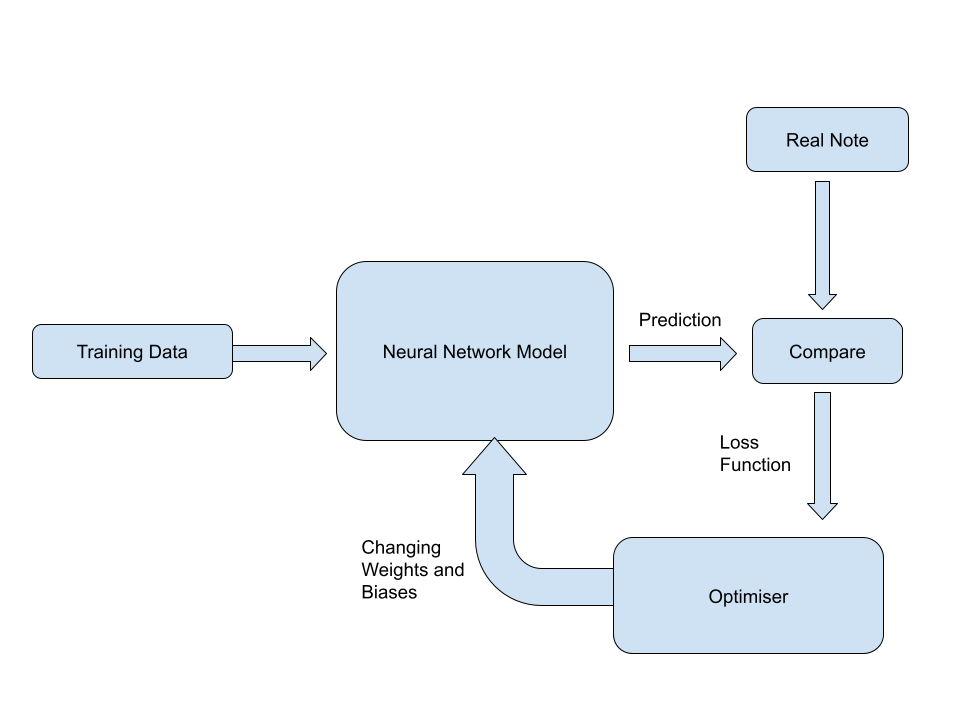 Real Note
Prediction
Training Data
Neural Network Model
Compare
Loss
Function
Changing
Weights and
Biases
Optimiser